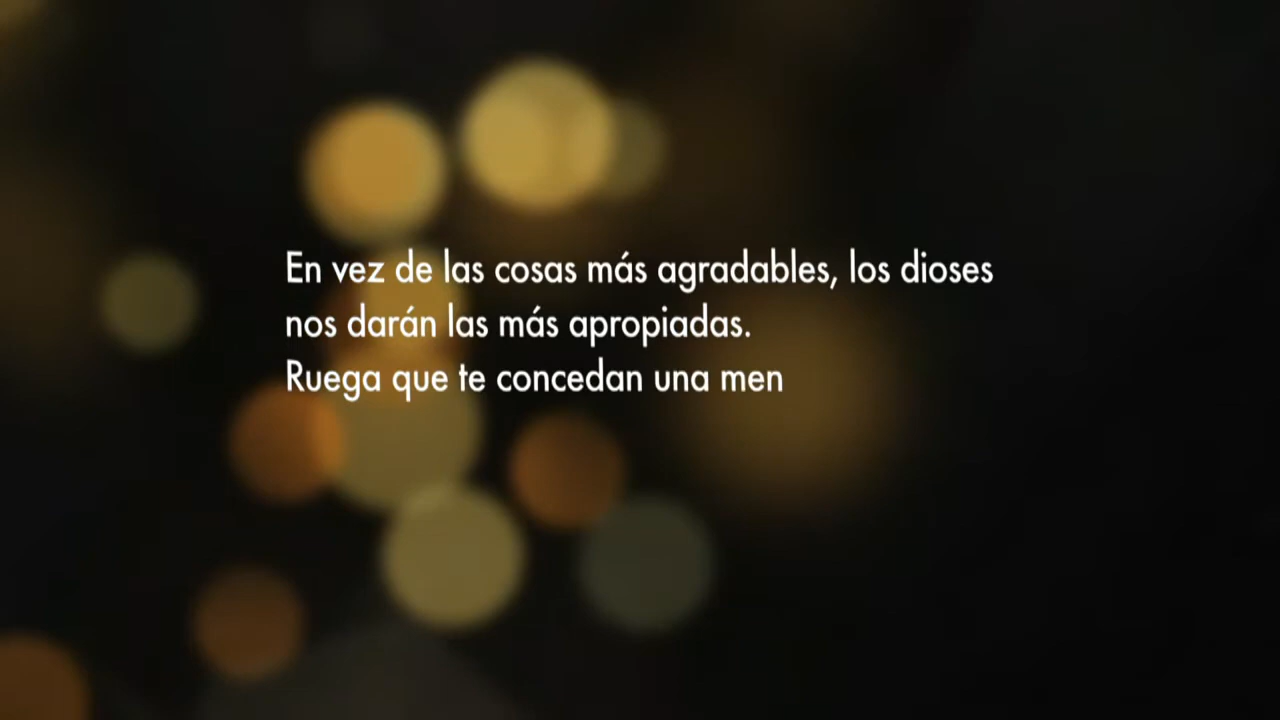 En vez de las cosas más agradables, los dioses
nos darán las más apropiadas.
Ruega que te concedan una men